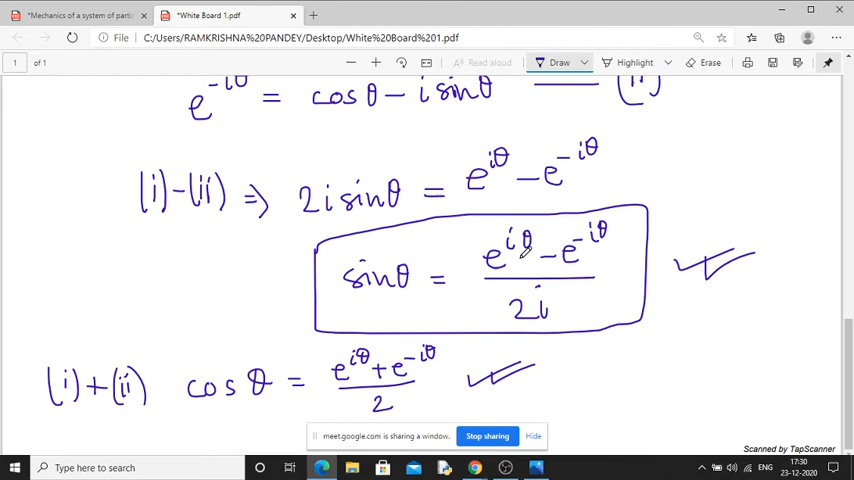 *Mechanics of a system of parti
*White Board 1.pdf
File
C:/Users/RAMKRISHNA%20PANDEY/Desktop/White%20Board%201.pdf
1 of 1
Read aloud
Draw
Highlight
Erase
e^{-iθ} = cosθ - i sinθ —— (ii)
(i)-(ii) ⇒ 2i sinθ = e^{iθ} - e^{-iθ}
sinθ = (e^{iθ} - e^{-iθ})/2i
(i)+(ii) cosθ = (e^{iθ} + e^{-iθ})/2
meet.google.com is sharing a window.
Stop sharing
Hide
Scanned by TapScanner
Type here to search
ENG
17:30
23-12-2020